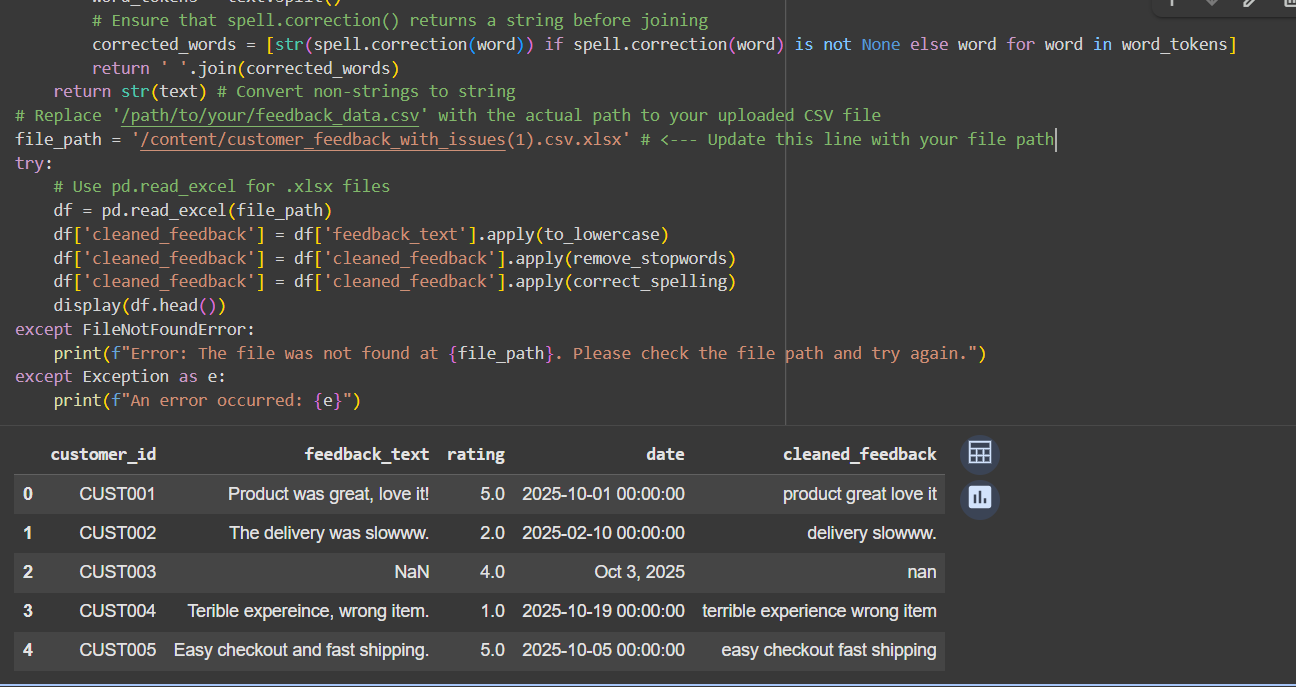 word_tokens = text.split()
# Ensure that spell.correction() returns a string before joining
corrected_words = [str(spell.correction(word)) if spell.correction(word) is not None else word for word in word_tokens]
return ' '.join(corrected_words)
return str(text) # Convert non-strings to string
# Replace '/path/to/your/feedback_data.csv' with the actual path to your uploaded CSV file
file_path = '/content/customer_feedback_with_issues(1).csv.xlsx' # <--- Update this line with your file path
try:
# Use pd.read_excel for .xlsx files
df = pd.read_excel(file_path)
df['cleaned_feedback'] = df['feedback_text'].apply(to_lowercase)
df['cleaned_feedback'] = df['cleaned_feedback'].apply(remove_stopwords)
df['cleaned_feedback'] = df['cleaned_feedback'].apply(correct_spelling)
display(df.head())
except FileNotFoundError:
print(f"Error: The file was not found at {file_path}. Please check the file path and try again.")
except Exception as e:
print(f"An error occurred: {e}")
customer_id feedback_text rating date cleaned_feedback
0 CUST001 Product was great, love it! 5.0 2025-10-01 00:00:00 product great love it
1 CUST002 The delivery was slowww. 2.0 2025-02-10 00:00:00 delivery slowww.
2 CUST003 NaN 4.0 Oct 3, 2025 nan
3 CUST004 Terible expereince, wrong item. 1.0 2025-10-19 00:00:00 terrible experience wrong item
4 CUST005 Easy checkout and fast shipping. 5.0 2025-10-05 00:00:00 easy checkout fast shipping